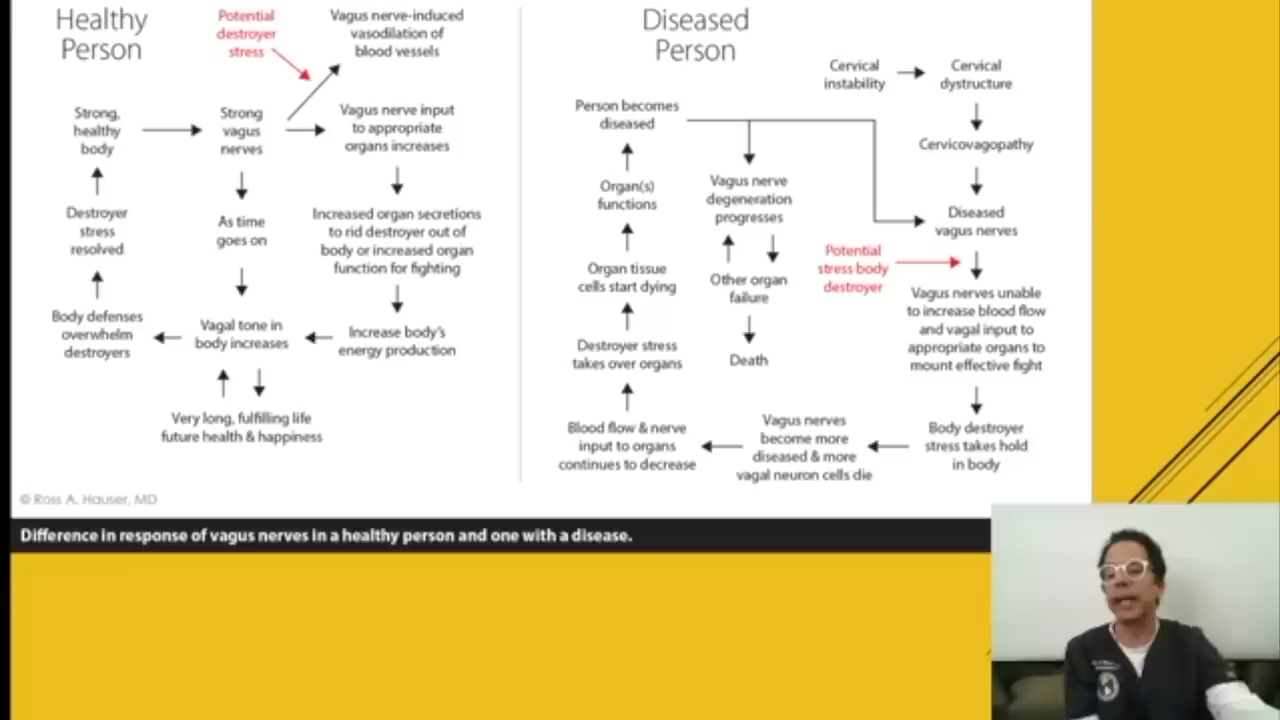 Healthy
Person
Potential
destroyer
stress
Vagus nerve-induced
vasodilation of
blood vessels
Strong,
healthy
body
Strong
vagus
nerves
Vagus nerve input
to appropriate
organs increases
Destroyer
stress
resolved
As time
goes on
Increased organ secretions
to rid destroyer out of
body or increased organ
function for fighting
Body defenses
overwhelm
destroyers
Vagal tone in
body increases
Increase body's
energy production
Very long, fulfilling life
future health & happiness
© Ross A. Hauser, MD
Diseased
Person
Cervical
instability
Cervical
dystructure
Person becomes
diseased
Cervicovagopathy
Organ(s)
functions
Vagus nerve
degeneration
progresses
Diseased
vagus nerves
Potential
stress body
destroyer
Organ tissue
cells start dying
Other organ
failure
Vagus nerves unable
to increase blood flow
and vagal input to
appropriate organs to
mount effective fight
Destroyer stress
takes over organs
Death
Blood flow & nerve
input to organs
continues to decrease
Vagus nerves
become more
diseased & more
vagal neuron cells die
Body destroyer
stress takes hold
in body
Difference in response of vagus nerves in a healthy person and one with a disease.